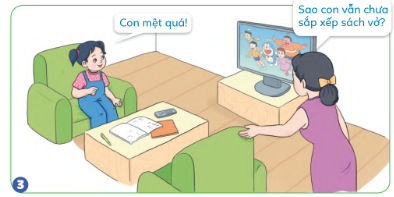 Con mệt quá!
Sao con vẫn chưa
sắp xếp sách vở?
3